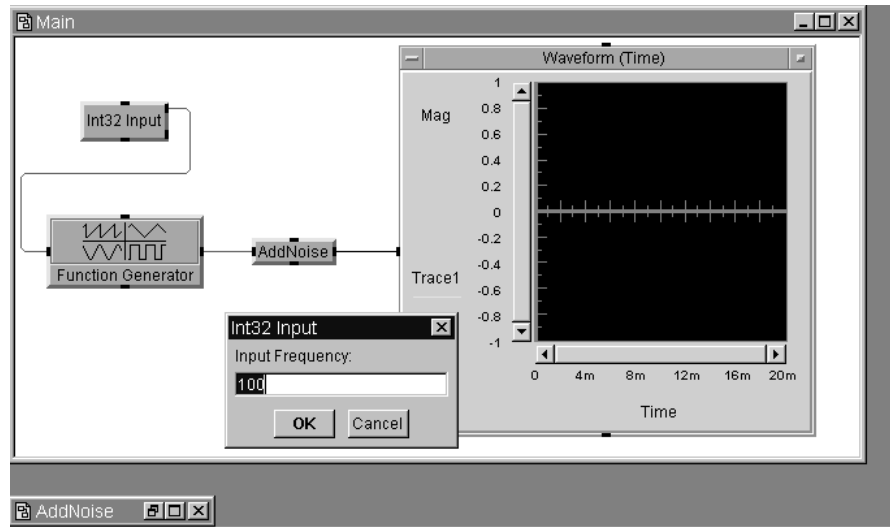 Main
Int32 Input
Function Generator
AddNoise
Waveform (Time)
Mag
Trace1
1
0.8
0.6
0.4
0.2
0
-0.2
-0.4
-0.6
-0.8
-1
0 4m 8m 12m 16m 20m
Time
Int32 Input
Input Frequency:
100
OK Cancel
AddNoise